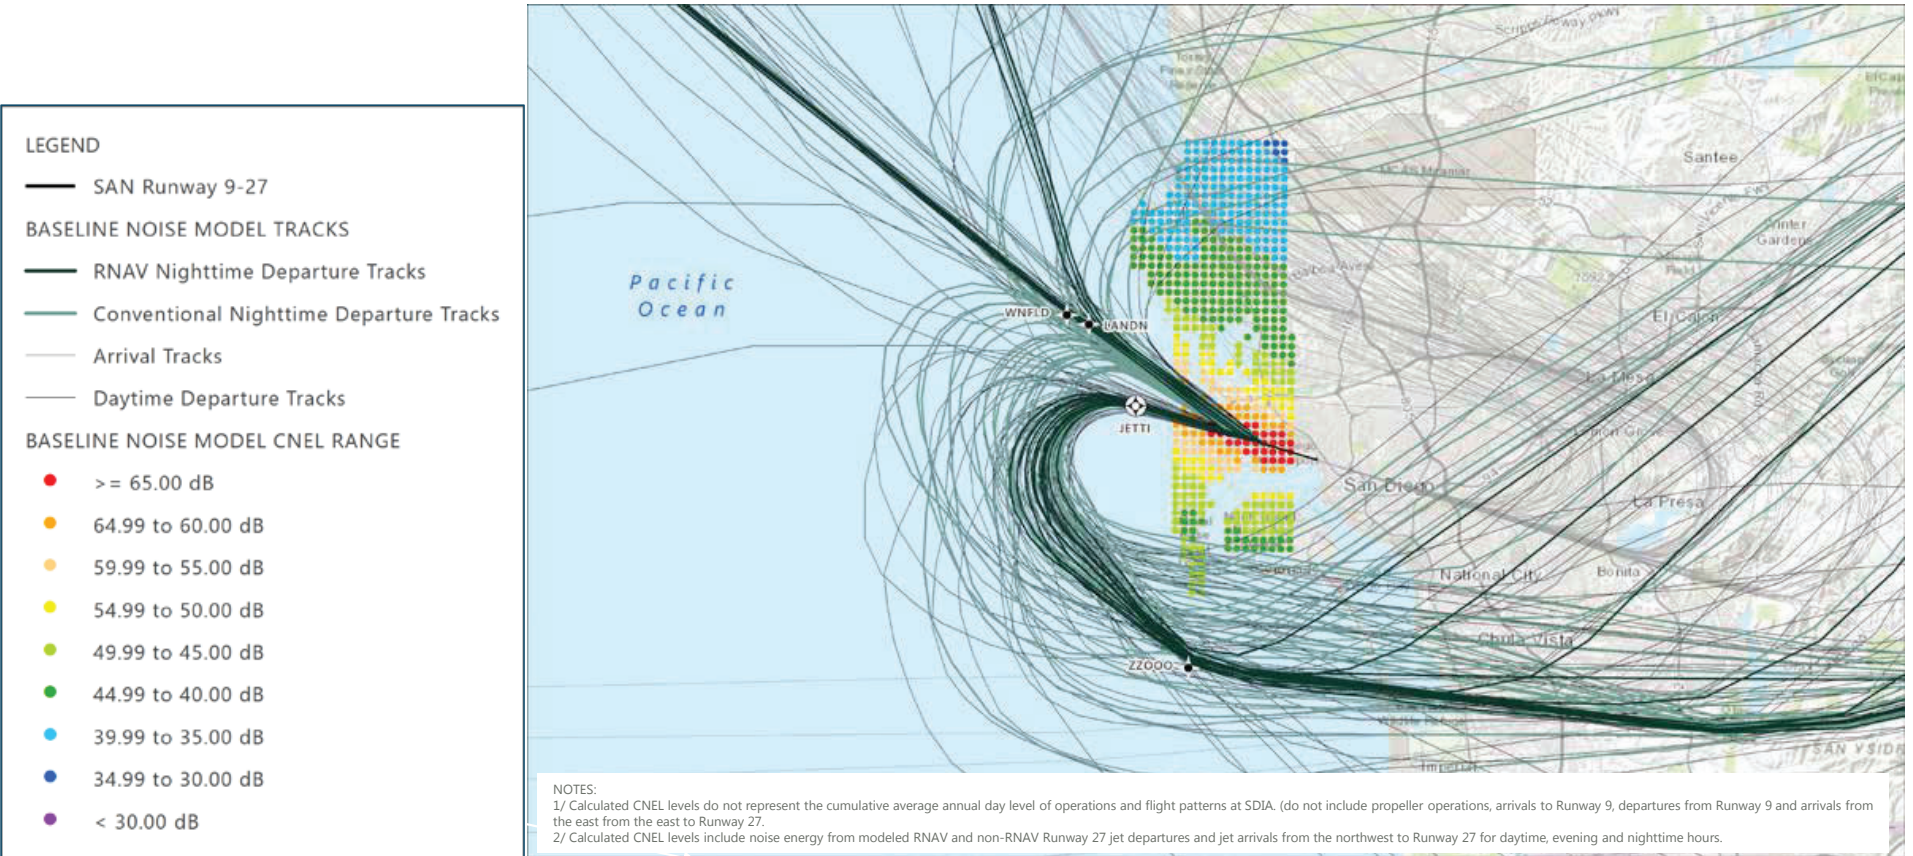 LEGEND
SAN Runway 9-27
BASELINE NOISE MODEL TRACKS
RNAV Nighttime Departure Tracks
Conventional Nighttime Departure Tracks
Arrival Tracks
Daytime Departure Tracks
BASELINE NOISE MODEL CNEL RANGE
>= 65.00 dB
64.99 to 60.00 dB
59.99 to 55.00 dB
54.99 to 50.00 dB
49.99 to 45.00 dB
44.99 to 40.00 dB
39.99 to 35.00 dB
34.99 to 30.00 dB
< 30.00 dB
Pacific
Ocean
Santee
MCAS Miramar
52
Winter
Gardens
Balboa Ave
WNFLD
LANDN
El Cajon
La Mesa
JETTI
Lemon Grove
San Diego
94
La Presa
National City
Bonita
Chula Vista
ZZOOO
Imperial
NOTES:
1/ Calculated CNEL levels do not represent the cumulative average annual day level of operations and flight patterns at SDIA. (do not include propeller operations, arrivals to Runway 9, departures from Runway 9 and arrivals from
the east from the east to Runway 27.
2/ Calculated CNEL levels include noise energy from modeled RNAV and non-RNAV Runway 27 jet departures and jet arrivals from the northwest to Runway 27 for daytime, evening and nighttime hours.